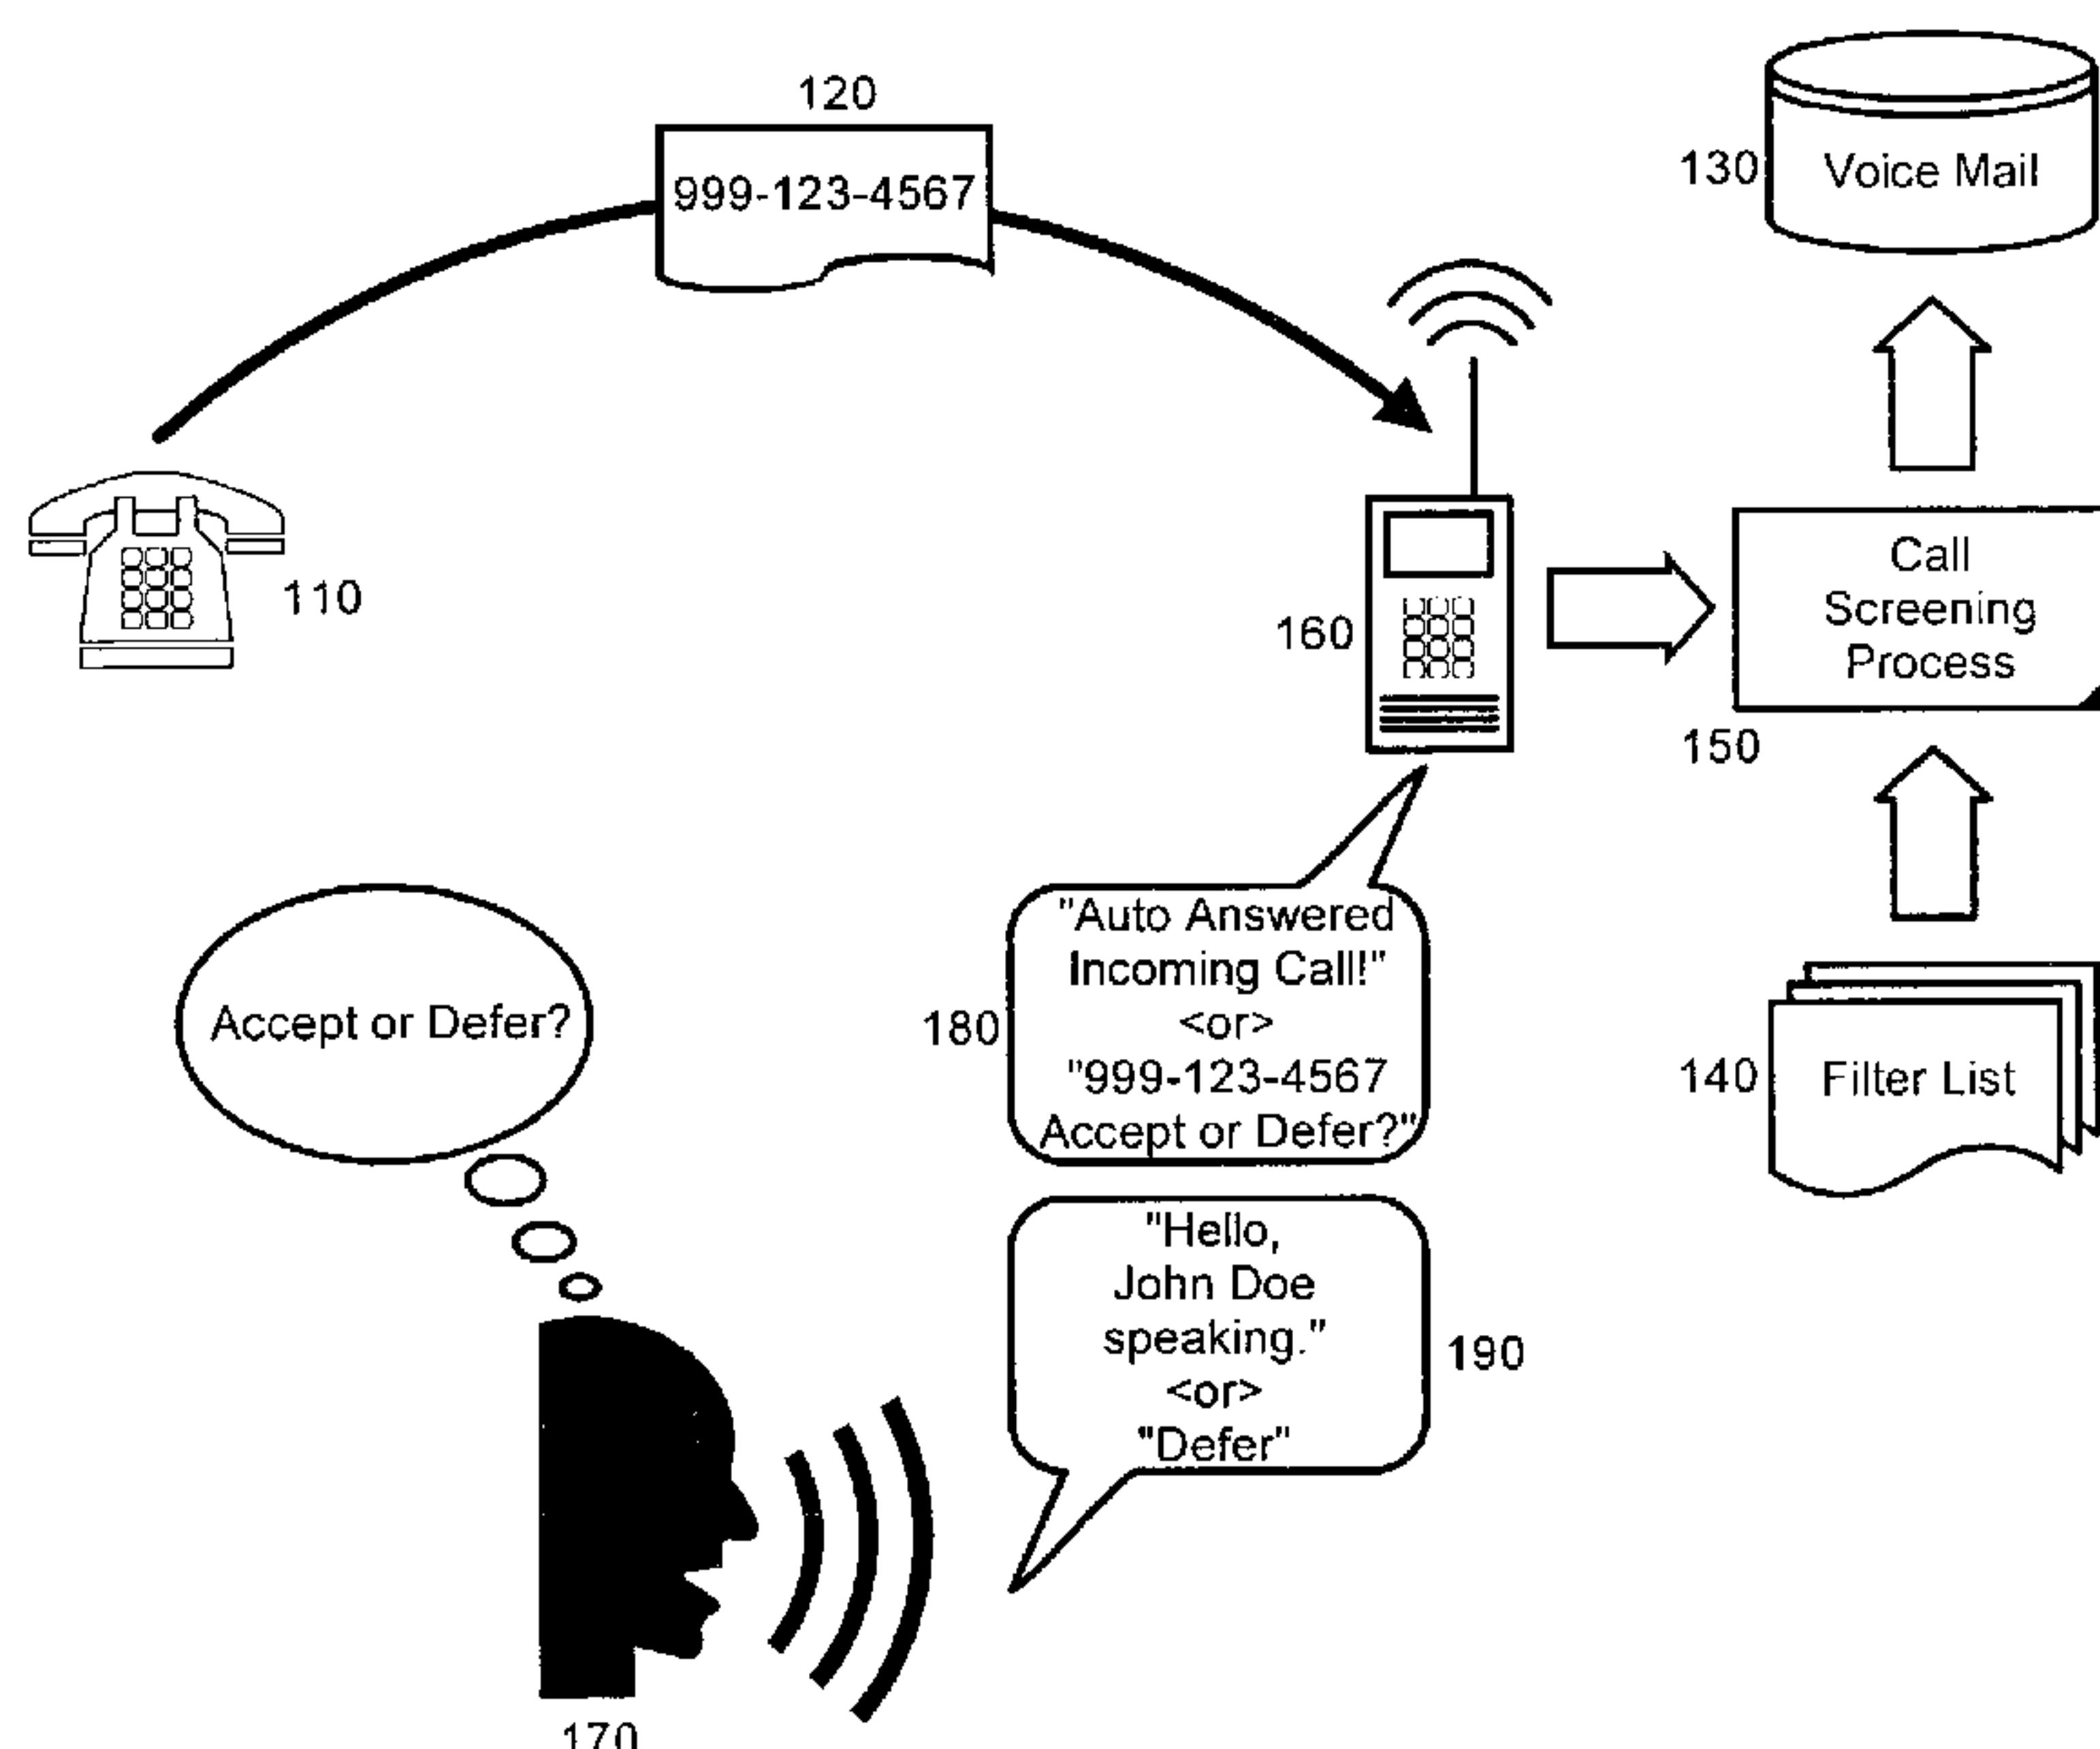 120
999-123-4567
130
Voice Mail
110
160
Call
Screening
Process
150
"Auto Answered
Incoming Call!"
<or>
"999-123-4567
Accept or Defer?"
180
Accept or Defer?
140
Filter List
"Hello,
John Doe
speaking."
<or>
"Defer"
190
170